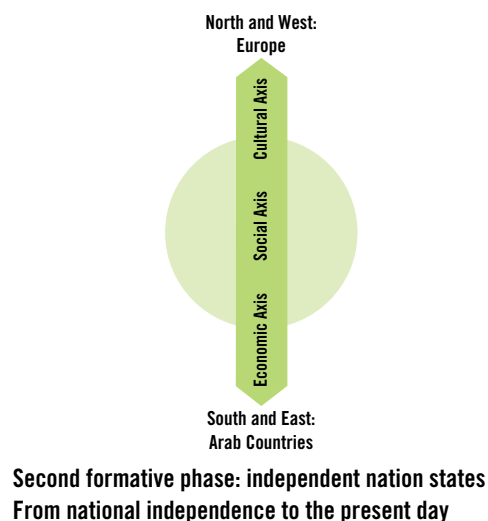 North and West:
Europe
Cultural Axis
Social Axis
Economic Axis
South and East:
Arab Countries
Second formative phase: independent nation states
From national independence to the present day